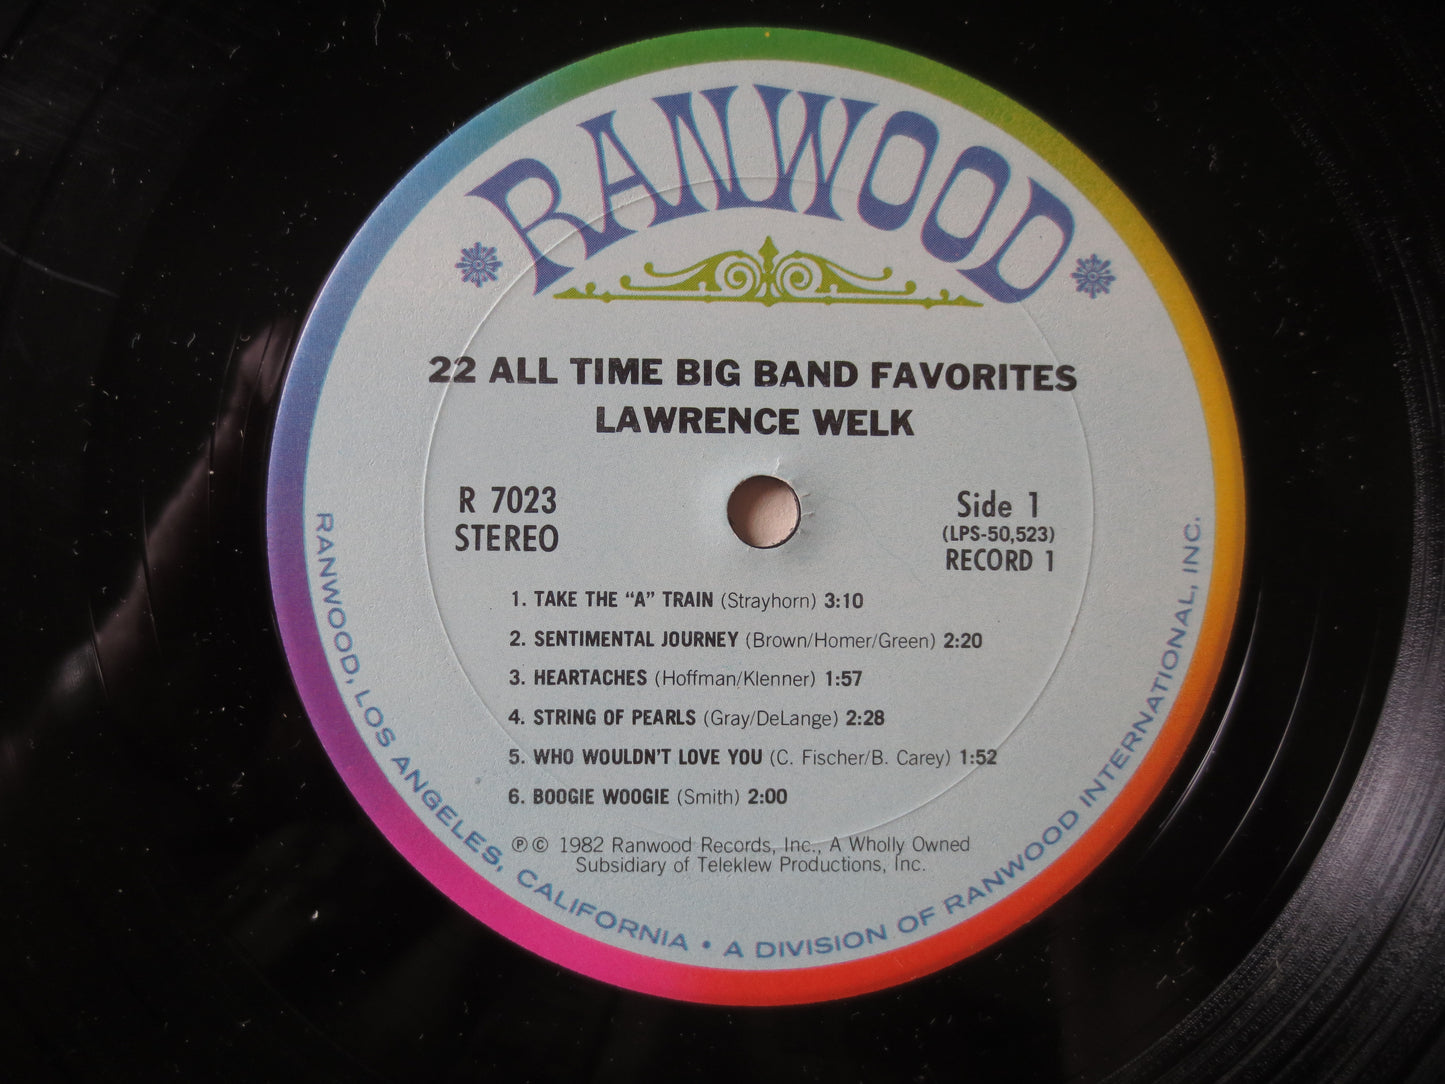 RANWOOD
22 ALL TIME BIG BAND FAVORITES
LAWRENCE WELK
R 7023
STEREO
Side 1
(LPS-50,523)
RECORD 1
1. TAKE THE "A" TRAIN (Strayhorn) 3:10
2. SENTIMENTAL JOURNEY (Brown/Homer/Green) 2:20
3. HEARTACHES (Hoffman/Klenner) 1:57
4. STRING OF PEARLS (Gray/DeLange) 2:28
5. WHO WOULDN'T LOVE YOU (C. Fischer/B. Carey) 1:52
6. BOOGIE WOOGIE (Smith) 2:00
℗© 1982 Ranwood Records, Inc., A Wholly Owned
Subsidiary of Teleklew Productions, Inc.
RANWOOD, LOS ANGELES, CALIFORNIA • A DIVISION OF RANWOOD INTERNATIONAL, INC.